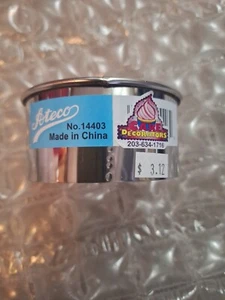 Ateco
No.14403
Made in China
DECORATORS
203-634-1716
$ 3.12